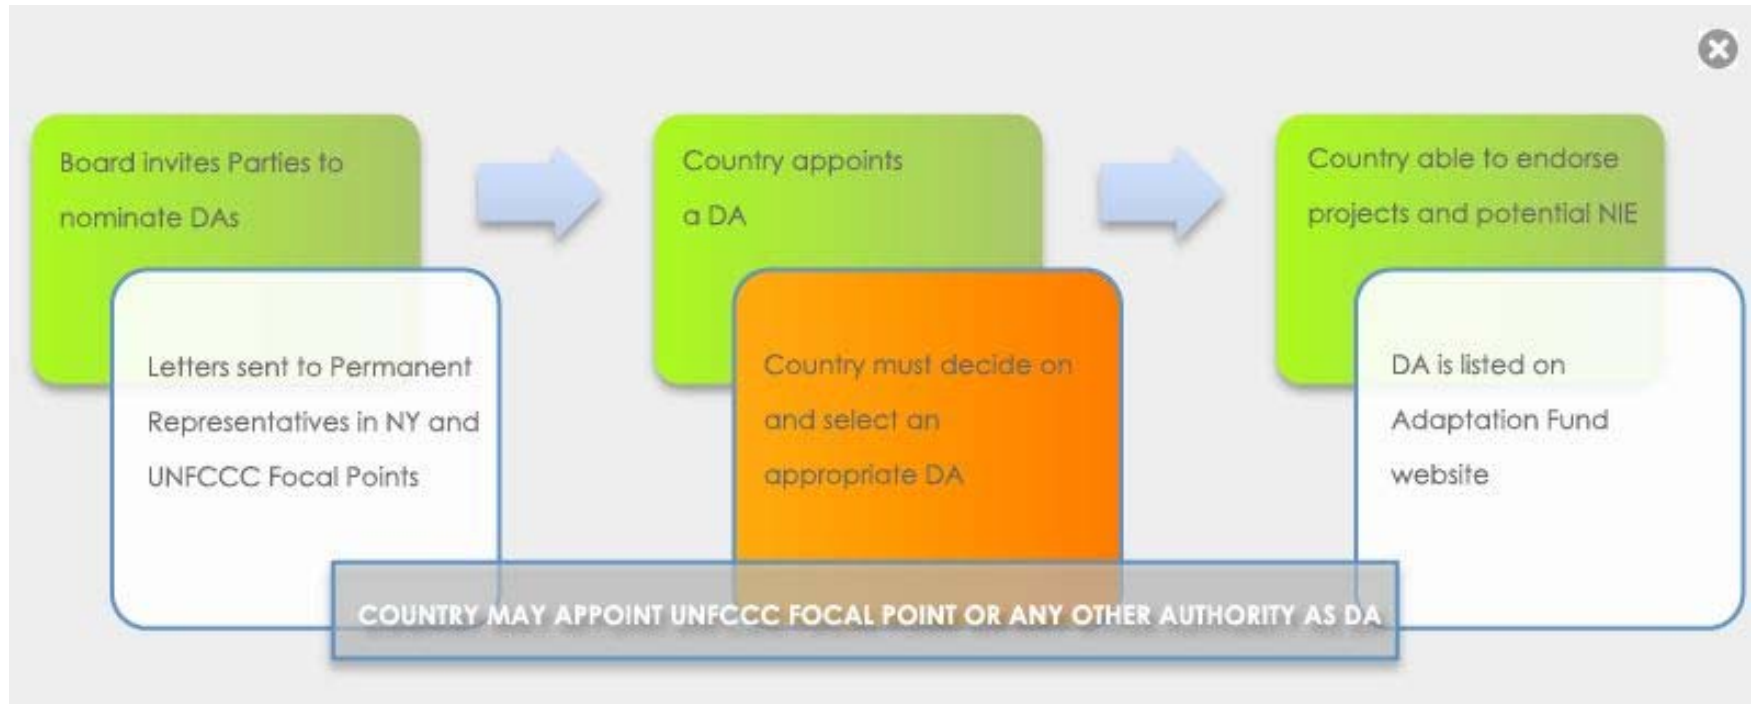 Board invites Parties to
nominate DAs
Letters sent to Permanent
Representatives in NY and
UNFCCC Focal Points
Country appoints
a DA
Country must decide on
and select an
appropriate DA
Country able to endorse
projects and potential NIE
DA is listed on
Adaptation Fund
website
COUNTRY MAY APPOINT UNFCCC FOCAL POINT OR ANY OTHER AUTHORITY AS DA